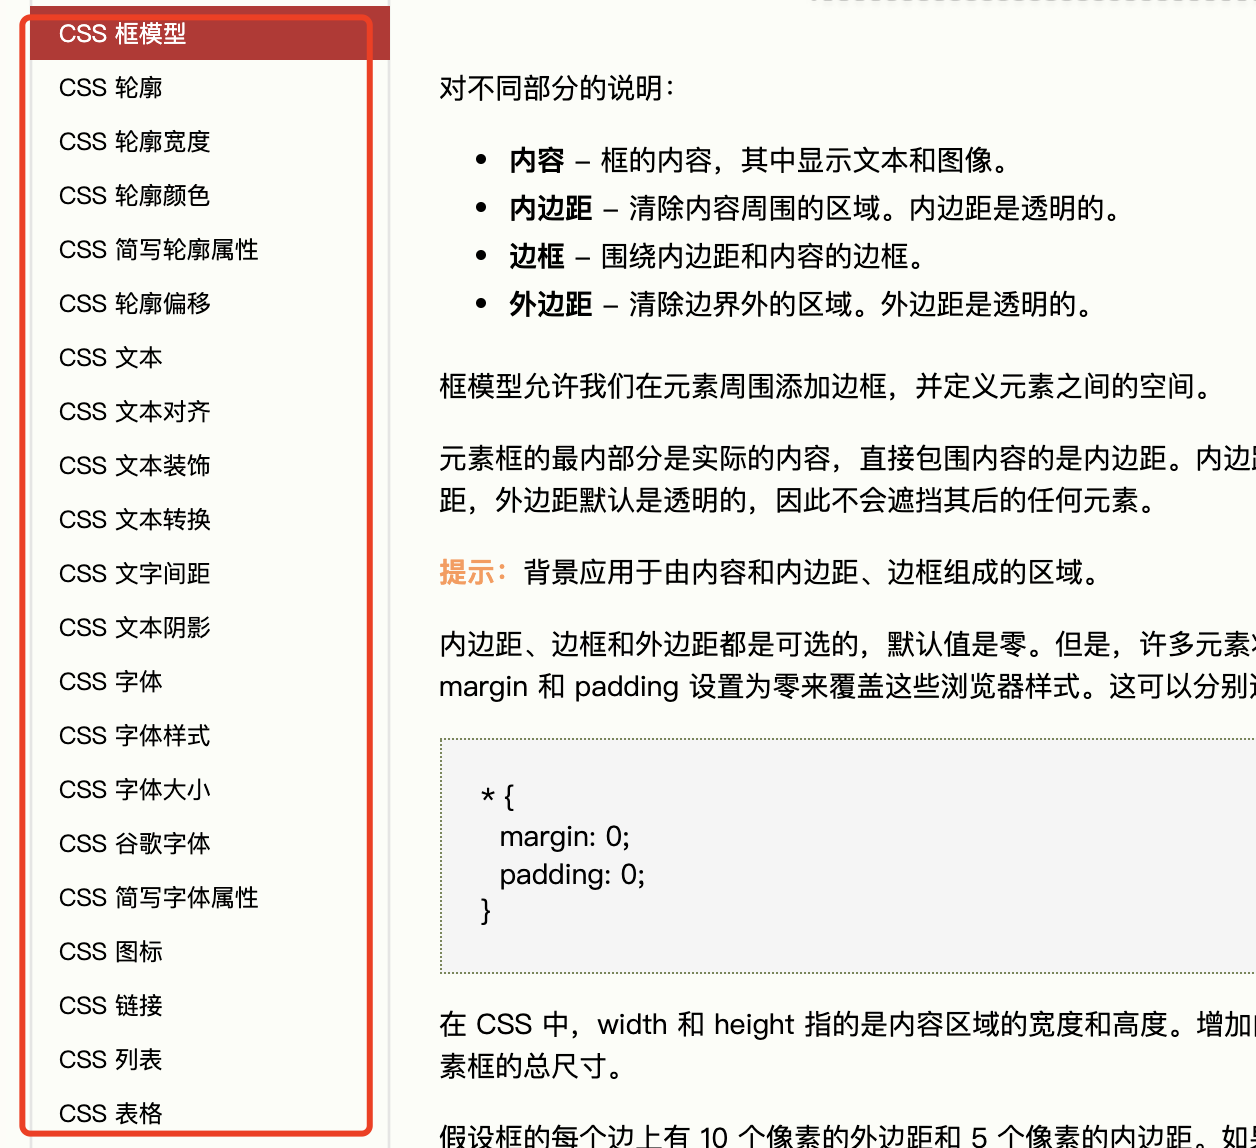 CSS 框模型
CSS 轮廓
CSS 轮廓宽度
CSS 轮廓颜色
CSS 简写轮廓属性
CSS 轮廓偏移
CSS 文本
CSS 文本对齐
CSS 文本装饰
CSS 文本转换
CSS 文字间距
CSS 文本阴影
CSS 字体
CSS 字体样式
CSS 字体大小
CSS 谷歌字体
CSS 简写字体属性
CSS 图标
CSS 链接
CSS 列表
CSS 表格
对不同部分的说明：
• 内容 – 框的内容，其中显示文本和图像。
• 内边距 – 清除内容周围的区域。内边距是透明的。
• 边框 – 围绕内边距和内容的边框。
• 外边距 – 清除边界外的区域。外边距是透明的。
框模型允许我们在元素周围添加边框，并定义元素之间的空间。
元素框的最内部分是实际的内容，直接包围内容的是内边距。内边
距，外边距默认是透明的，因此不会遮挡其后的任何元素。
提示：背景应用于由内容和内边距、边框组成的区域。
内边距、边框和外边距都是可选的，默认值是零。但是，许多元素
margin 和 padding 设置为零来覆盖这些浏览器样式。这可以分别
* {
margin: 0;
padding: 0;
}
在 CSS 中，width 和 height 指的是内容区域的宽度和高度。增加
素框的总尺寸。
假设框的每个边上有 10 个像素的外边距和 5 个像素的内边距。如